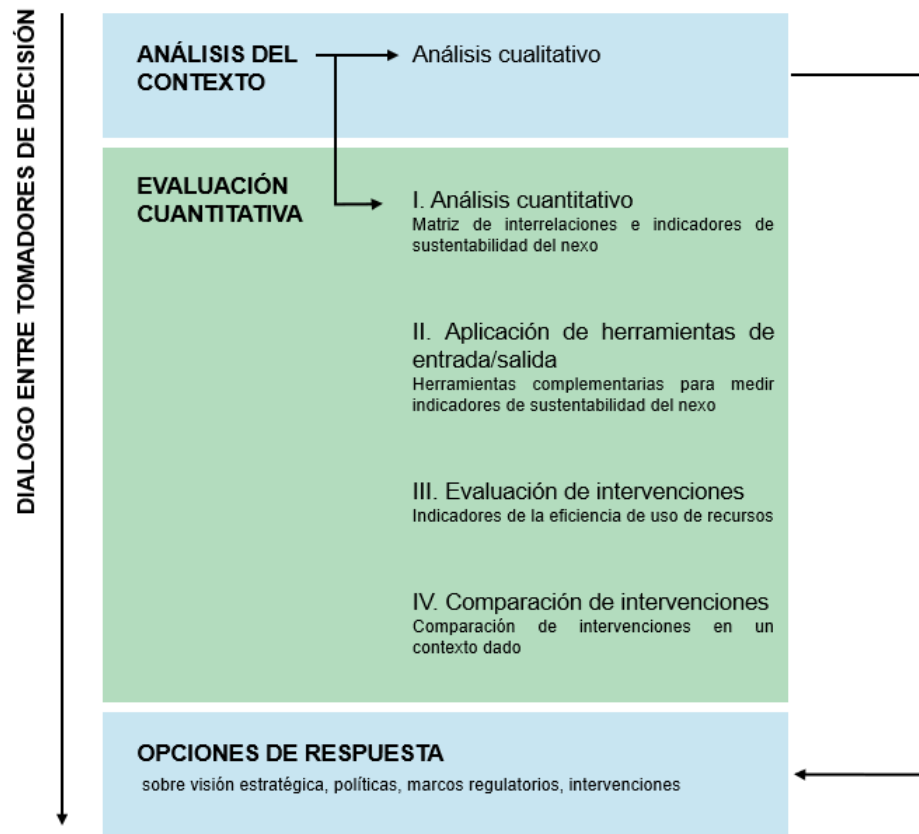 DIALOGO ENTRE TOMADORES DE DECISIÓN
ANÁLISIS DEL
CONTEXTO
Análisis cualitativo
EVALUACIÓN
CUANTITATIVA
I. Análisis cuantitativo
Matriz de interrelaciones e indicadores de
sustentabilidad del nexo
II. Aplicación de herramientas de
entrada/salida
Herramientas complementarias para medir
indicadores de sustentabilidad del nexo
III. Evaluación de intervenciones
Indicadores de la eficiencia de uso de recursos
IV. Comparación de intervenciones
Comparación de intervenciones en un
contexto dado
OPCIONES DE RESPUESTA
sobre visión estratégica, políticas, marcos regulatorios, intervenciones